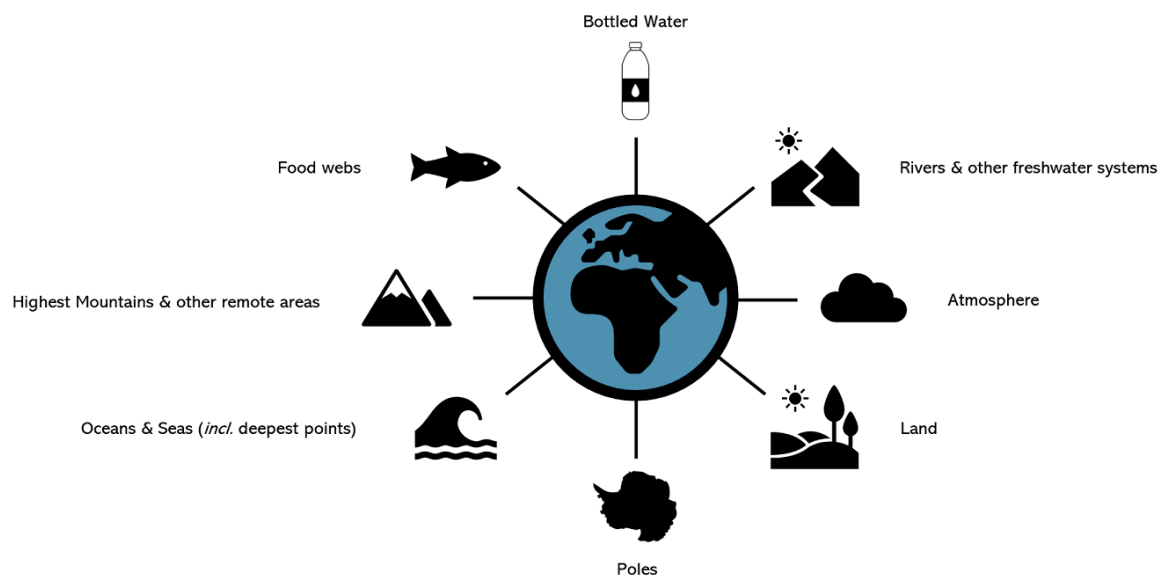 Bottled Water
Food webs
Rivers & other freshwater systems
Highest Mountains & other remote areas
Atmosphere
Oceans & Seas (incl. deepest points)
Land
Poles